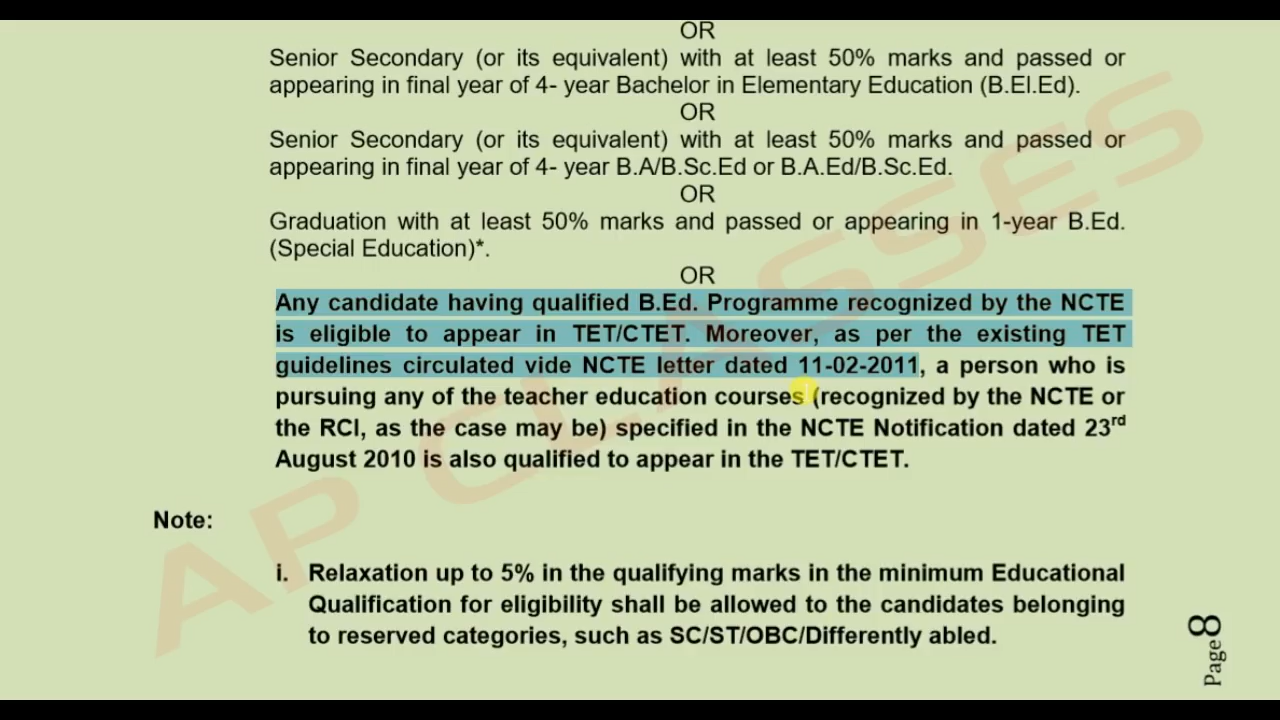 OR
Senior Secondary (or its equivalent) with at least 50% marks and passed or
appearing in final year of 4- year Bachelor in Elementary Education (B.El.Ed).
OR
Senior Secondary (or its equivalent) with at least 50% marks and passed or
appearing in final year of 4- year B.A/B.Sc.Ed or B.A.Ed/B.Sc.Ed.
OR
Graduation with at least 50% marks and passed or appearing in 1-year B.Ed.
(Special Education)*.
OR
Any candidate having qualified B.Ed. Programme recognized by the NCTE
is eligible to appear in TET/CTET. Moreover, as per the existing TET
guidelines circulated vide NCTE letter dated 11-02-2011, a person who is
pursuing any of the teacher education courses (recognized by the NCTE or
the RCI, as the case may be) specified in the NCTE Notification dated 23rd
August 2010 is also qualified to appear in the TET/CTET.
Note:
i. Relaxation up to 5% in the qualifying marks in the minimum Educational
Qualification for eligibility shall be allowed to the candidates belonging
to reserved categories, such as SC/ST/OBC/Differently abled.
Page 8
AP CLASSES